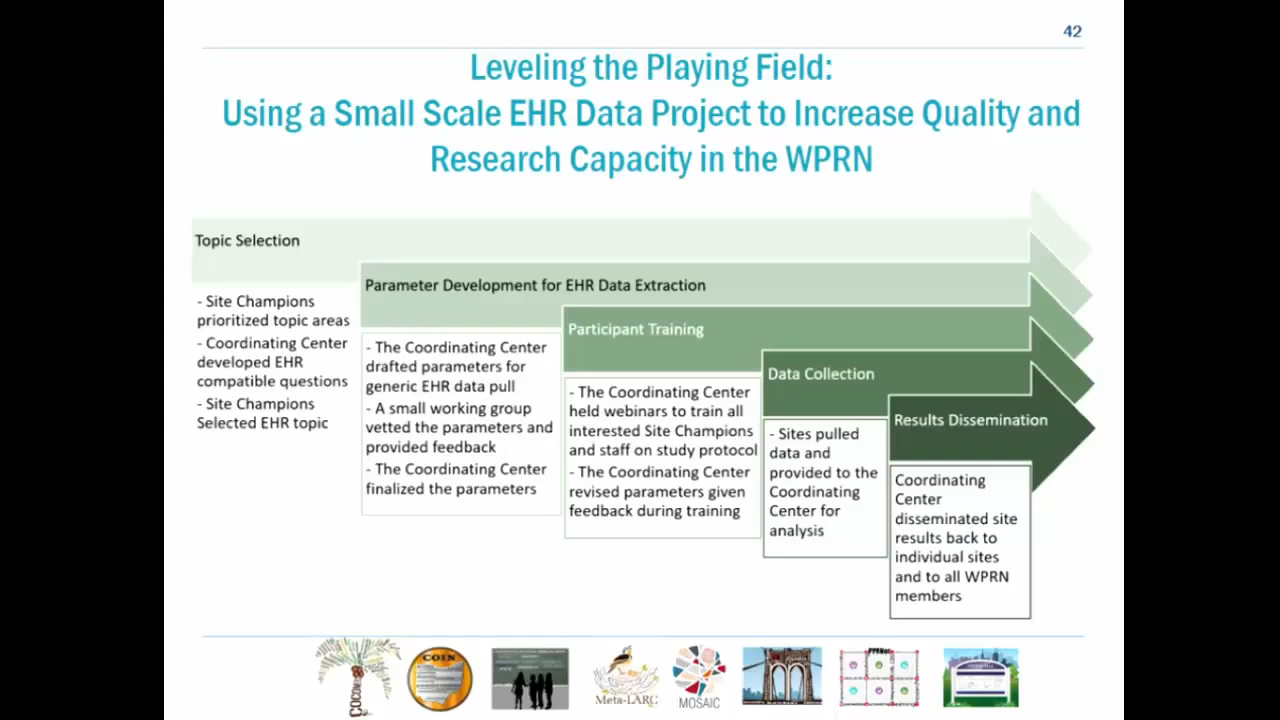 42
Leveling the Playing Field:
Using a Small Scale EHR Data Project to Increase Quality and
Research Capacity in the WPRN
Topic Selection
- Site Champions
prioritized topic areas
- Coordinating Center
developed EHR
compatible questions
- Site Champions
Selected EHR topic
Parameter Development for EHR Data Extraction
- The Coordinating Center
drafted parameters for
generic EHR data pull
- A small working group
vetted the parameters and
provided feedback
- The Coordinating Center
finalized the parameters
Participant Training
- The Coordinating Center
held webinars to train all
interested Site Champions
and staff on study protocol
- The Coordinating Center
revised parameters given
feedback during training
Data Collection
- Sites pulled
data and
provided to the
Coordinating
Center for
analysis
Results Dissemination
Coordinating
Center
disseminated site
results back to
individual sites
and to all WPRN
members
COCONET
COIN
Meta-LARC
MOSAIC
PPRNet